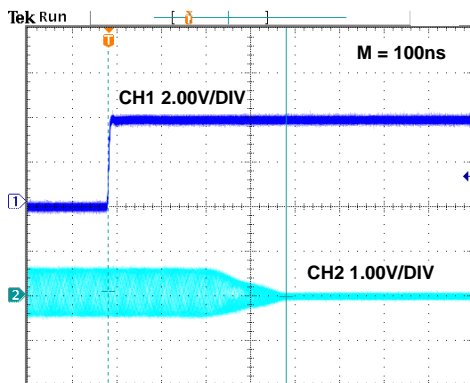 Tek Run
T
T
M = 100ns
CH1 2.00V/DIV
1
CH2 1.00V/DIV
2